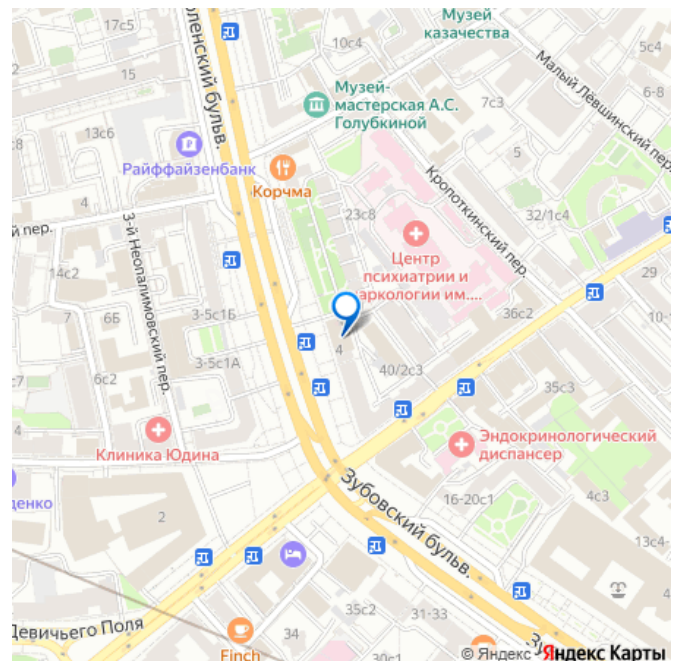 Музей
казачества
17с5
оленский бульв.
10с4
5с4
15
Малый Лёвшинский пер.
6-8
Музей-
мастерская А.С.
Голубкиной
7с3
13с6
5
Райффайзенбанк
Корчма
Кропоткинский пер.
4
23с8
32/1с4
й пер.
3-й Неопалимовский пер.
Центр
психиатрии и
аркологии им....
14с2
29
7
6Б
3-5с1Б
36с2
10-
4
3-5с1А
40/2с3
:7
6с2
35с3
Клиника Юдина
Эндокринологический
диспансер
Зубовский бульв.
денко
16-20с1
4с3
2
13с4-
Девичьего Поля
35с2
31-33
34
Finch
30с1
© Яндекс Яндекс Карты